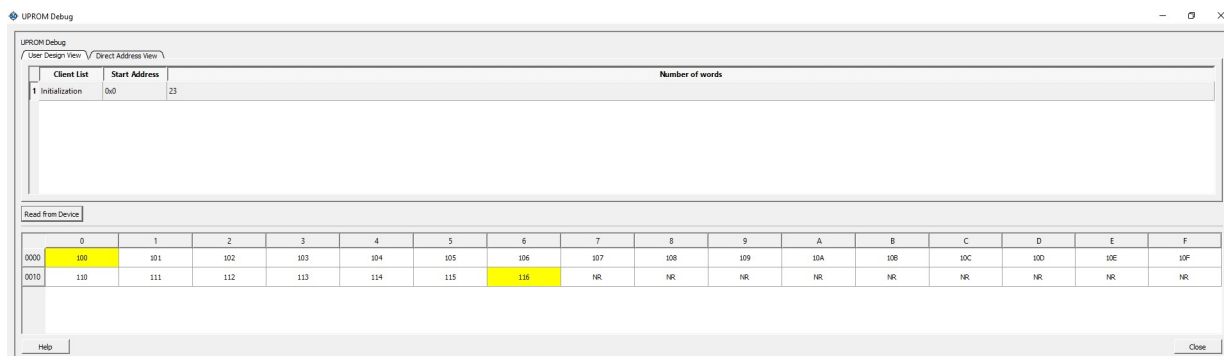 UPROM Debug
UPROM Debug
User Design View Direct Address View
Client List Start Address Number of words
1 Initialization 0x0 23
Read from Device
0 1 2 3 4 5 6 7 8 9 A B C D E F
0000 100 101 102 103 104 105 106 107 108 109 10A 10B 10C 10D 10E 10F
0010 110 111 112 113 114 115 116 NR NR NR NR NR NR NR NR NR
Help Close